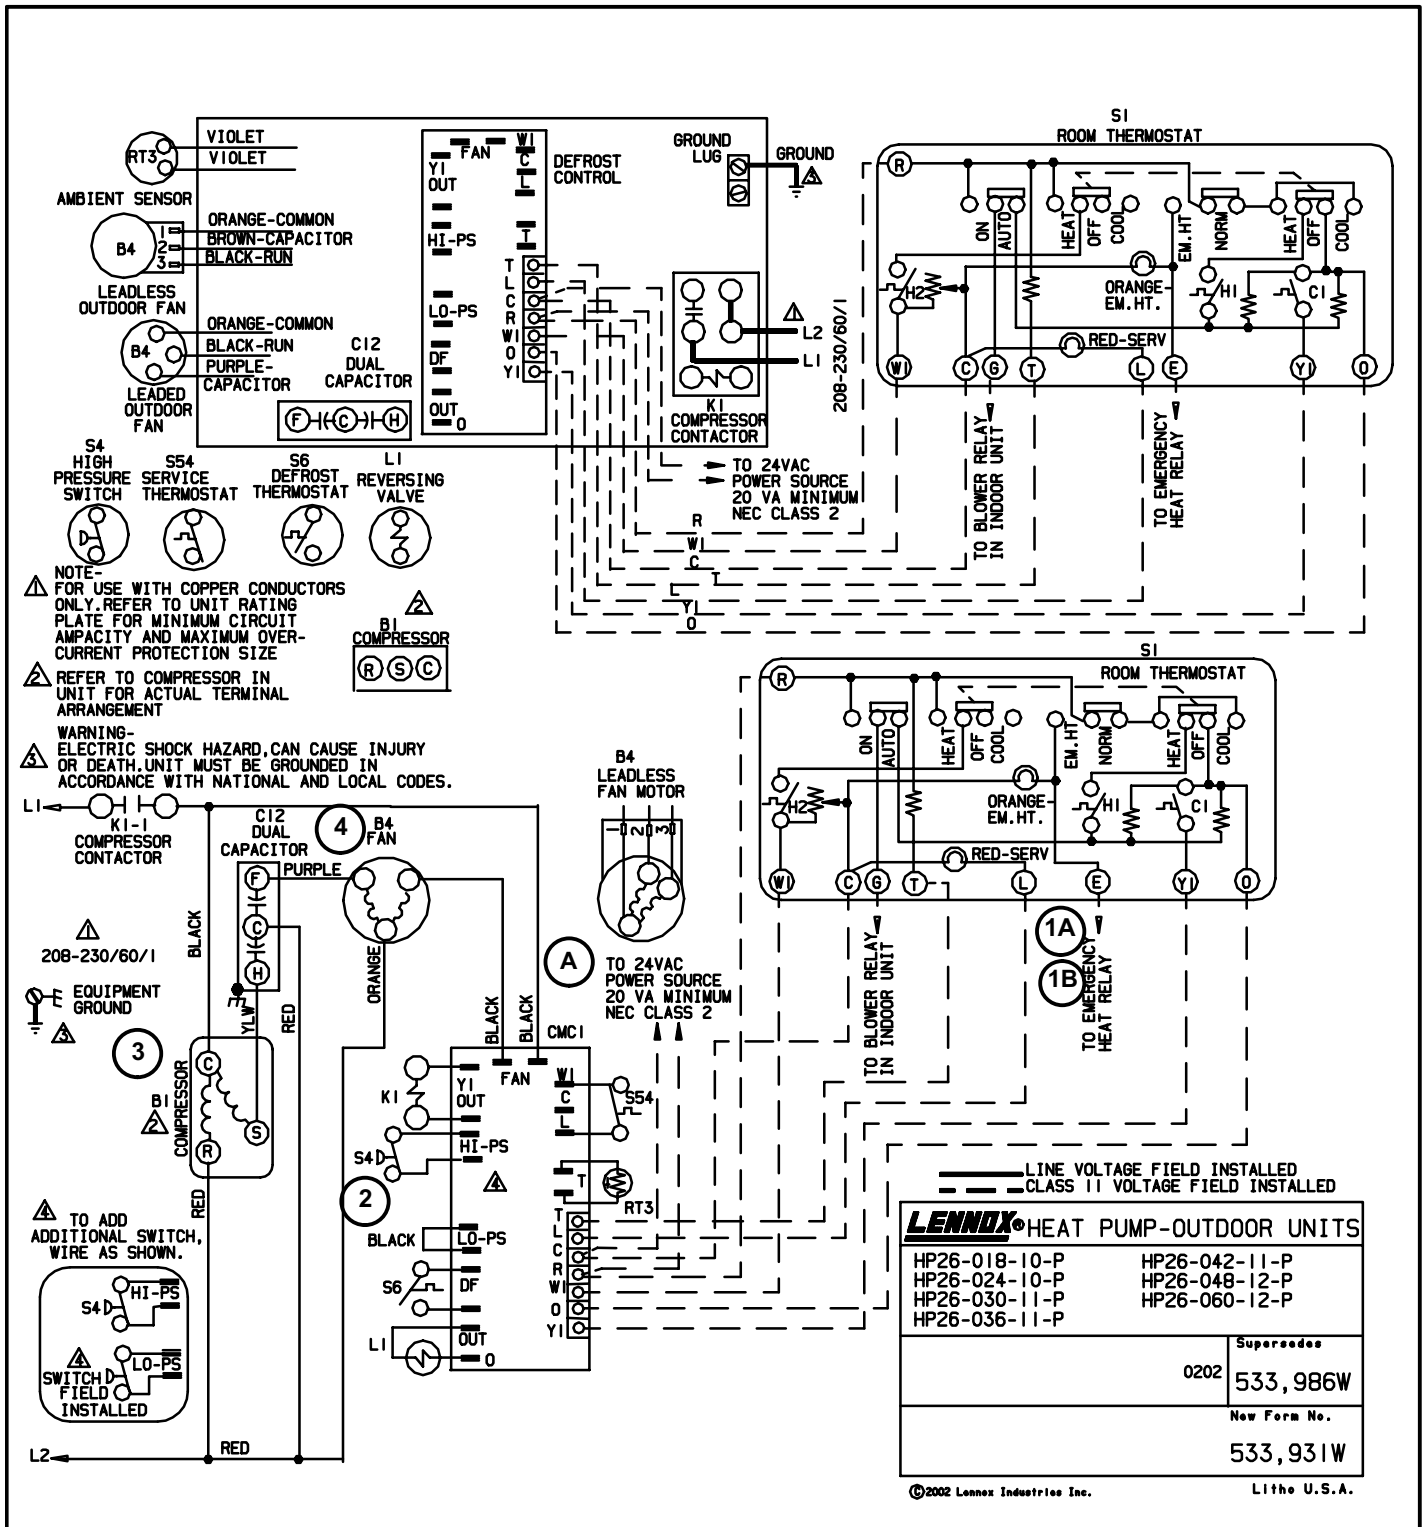 VIOLET
VIOLET
RT3
AMBIENT SENSOR
ORANGE-COMMON
BROWN-CAPACITOR
BLACK-RUN
1
2
3
B4
LEADLESS
OUTDOOR FAN
ORANGE-COMMON
BLACK-RUN
PURPLE-
CAPACITOR
B4
LEADED
OUTDOOR
FAN
C12
DUAL
CAPACITOR
F
C
H
W1
FAN
C
Y1
OUT
L
HI-PS
T
LO-PS
DF
OUT
O
DEFROST
CONTROL
T
L
C
R
W1
O
Y1
GROUND
LUG
GROUND
3
1
L2
L1
208-230/60/1
K1
COMPRESSOR
CONTACTOR
TO 24VAC
POWER SOURCE
20 VA MINIMUM
NEC CLASS 2
R
W1
C
T
L
Y1
O
S1
ROOM THERMOSTAT
R
ON
AUTO
HEAT
OFF
COOL
EM.HT
NORM
HEAT
OFF
COOL
H2
ORANGE-
EM.HT.
H1
C1
RED-SERV
W1
C
G
T
L
E
Y1
O
TO BLOWER RELAY
IN INDOOR UNIT
TO EMERGENCY
HEAT RELAY
S4
HIGH
PRESSURE
SWITCH
S54
SERVICE
THERMOSTAT
S6
DEFROST
THERMOSTAT
L1
REVERSING
VALVE
1
NOTE-
FOR USE WITH COPPER CONDUCTORS
ONLY.REFER TO UNIT RATING
PLATE FOR MINIMUM CIRCUIT
AMPACITY AND MAXIMUM OVER-
CURRENT PROTECTION SIZE
2
REFER TO COMPRESSOR IN
UNIT FOR ACTUAL TERMINAL
ARRANGEMENT
3
WARNING-
ELECTRIC SHOCK HAZARD,CAN CAUSE INJURY
OR DEATH.UNIT MUST BE GROUNDED IN
ACCORDANCE WITH NATIONAL AND LOCAL CODES.
2
B1
COMPRESSOR
R
S
C
S1
ROOM THERMOSTAT
R
ON
AUTO
HEAT
OFF
COOL
EM.HT
NORM
HEAT
OFF
COOL
H2
ORANGE-
EM.HT.
H1
C1
RED-SERV
W1
C
G
T
L
E
Y1
O
TO BLOWER RELAY
IN INDOOR UNIT
1A
1B
TO EMERGENCY
HEAT RELAY
L1
K1-1
COMPRESSOR
CONTACTOR
C12
DUAL
CAPACITOR
4
B4
FAN
PURPLE
F
C
H
BLACK
1
208-230/60/1
EQUIPMENT
GROUND
3
YLW
RED
ORANGE
3
B1
2
COMPRESSOR
C
S
R
RED
B4
LEADLESS
FAN MOTOR
1
2
3
A
TO 24VAC
POWER SOURCE
20 VA MINIMUM
NEC CLASS 2
BLACK
BLACK
CMC1
FAN
W1
Y1
OUT
C
L
S54
K1
HI-PS
S4
4
2
T
RT3
BLACK
LO-PS
S6
DF
L1
OUT
O
T
L
C
R
W1
O
Y1
4
TO ADD
ADDITIONAL SWITCH,
WIRE AS SHOWN.
HI-PS
S4
4
LO-PS
SWITCH
FIELD
INSTALLED
L2
RED
LINE VOLTAGE FIELD INSTALLED
CLASS II VOLTAGE FIELD INSTALLED
LENNOX® HEAT PUMP-OUTDOOR UNITS
HP26-018-10-P HP26-042-11-P
HP26-024-10-P HP26-048-12-P
HP26-030-11-P HP26-060-12-P
HP26-036-11-P
Supersedes
0202
533,986W
New Form No.
533,931W
©2002 Lennox Industries Inc.
Litho U.S.A.